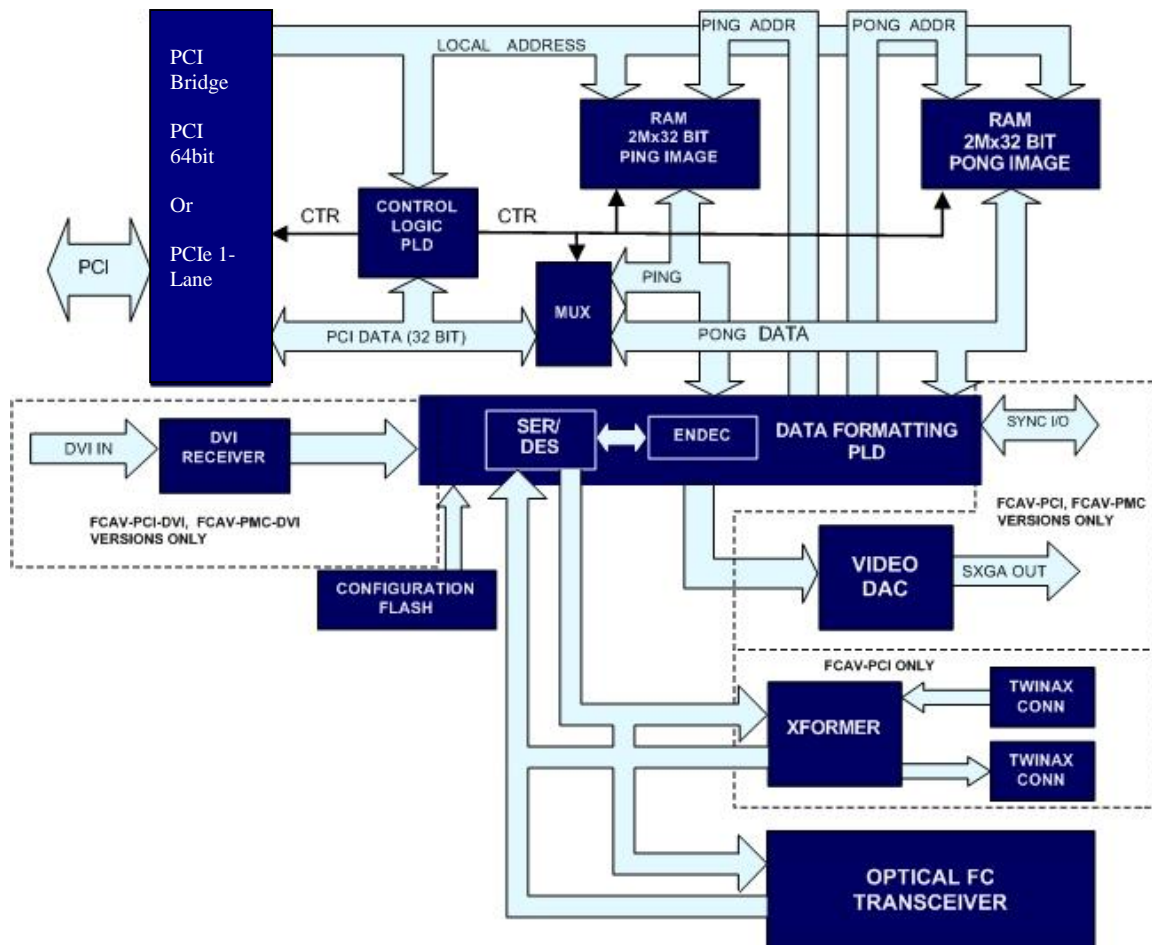 PCI
Bridge
PCI
64bit
Or
PCIe 1-
Lane
PCI
LOCAL ADDRESS
PING ADDR
PONG ADDR
RAM
2Mx32 BIT
PING IMAGE
RAM
2Mx32 BIT
PONG IMAGE
CTR
CONTROL
LOGIC
PLD
CTR
PING
MUX
PCI DATA (32 BIT)
PONG DATA
DVI IN
DVI
RECEIVER
SER/
DES
ENDEC
DATA FORMATTING
PLD
SYNC I/O
FCAV-PCI-DVI, FCAV-PMC-DVI
VERSIONS ONLY
FCAV-PCI, FCAV-PMC
VERSIONS ONLY
CONFIGURATION
FLASH
VIDEO
DAC
SXGA OUT
FCAV-PCI ONLY
XFORMER
TWINAX
CONN
TWINAX
CONN
OPTICAL FC
TRANSCEIVER